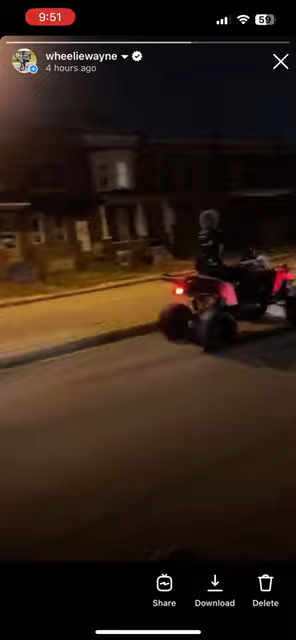 9:51
59
wheeliewayne
4 hours ago
Share
Download
Delete